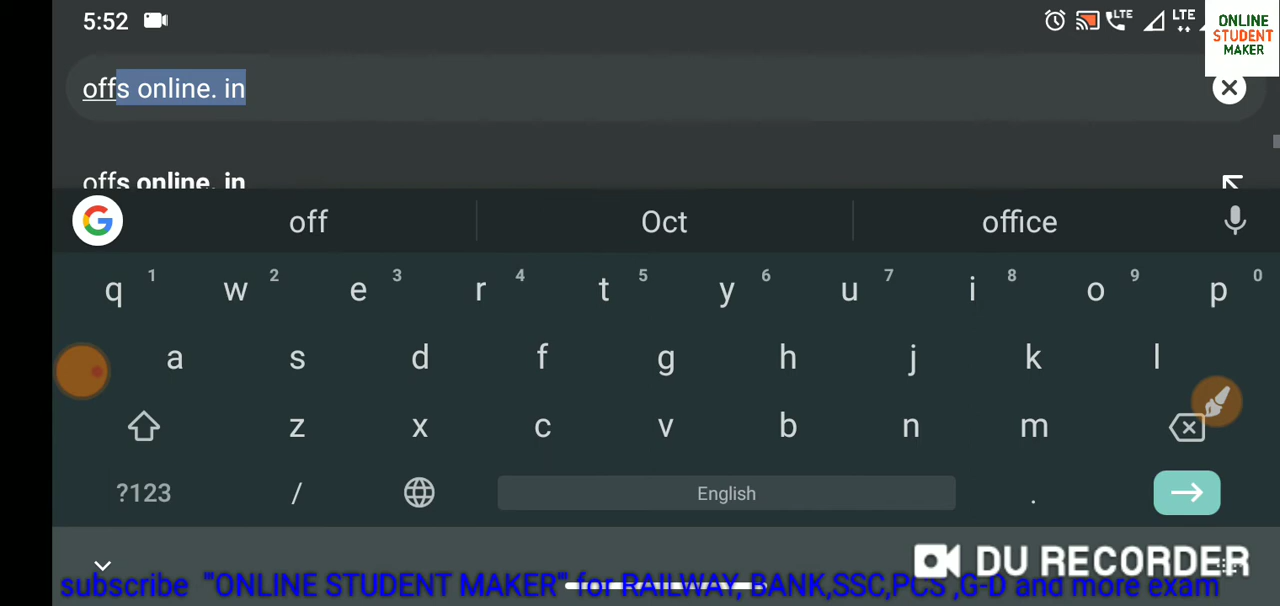 5:52
LTE
LTE
ONLINE
STUDENT
MAKER
offs online. in
offs online. in
off Oct office
q 1 w 2 e 3 r 4 t 5 y 6 u 7 i 8 o 9 p 0
a s d f g h j k l
z x c v b n m
?123 / English .
DU RECORDER
subscribe "ONLINE STUDENT MAKER" for RAILWAY, BANK,SSC,PCS ,G-D and more exam